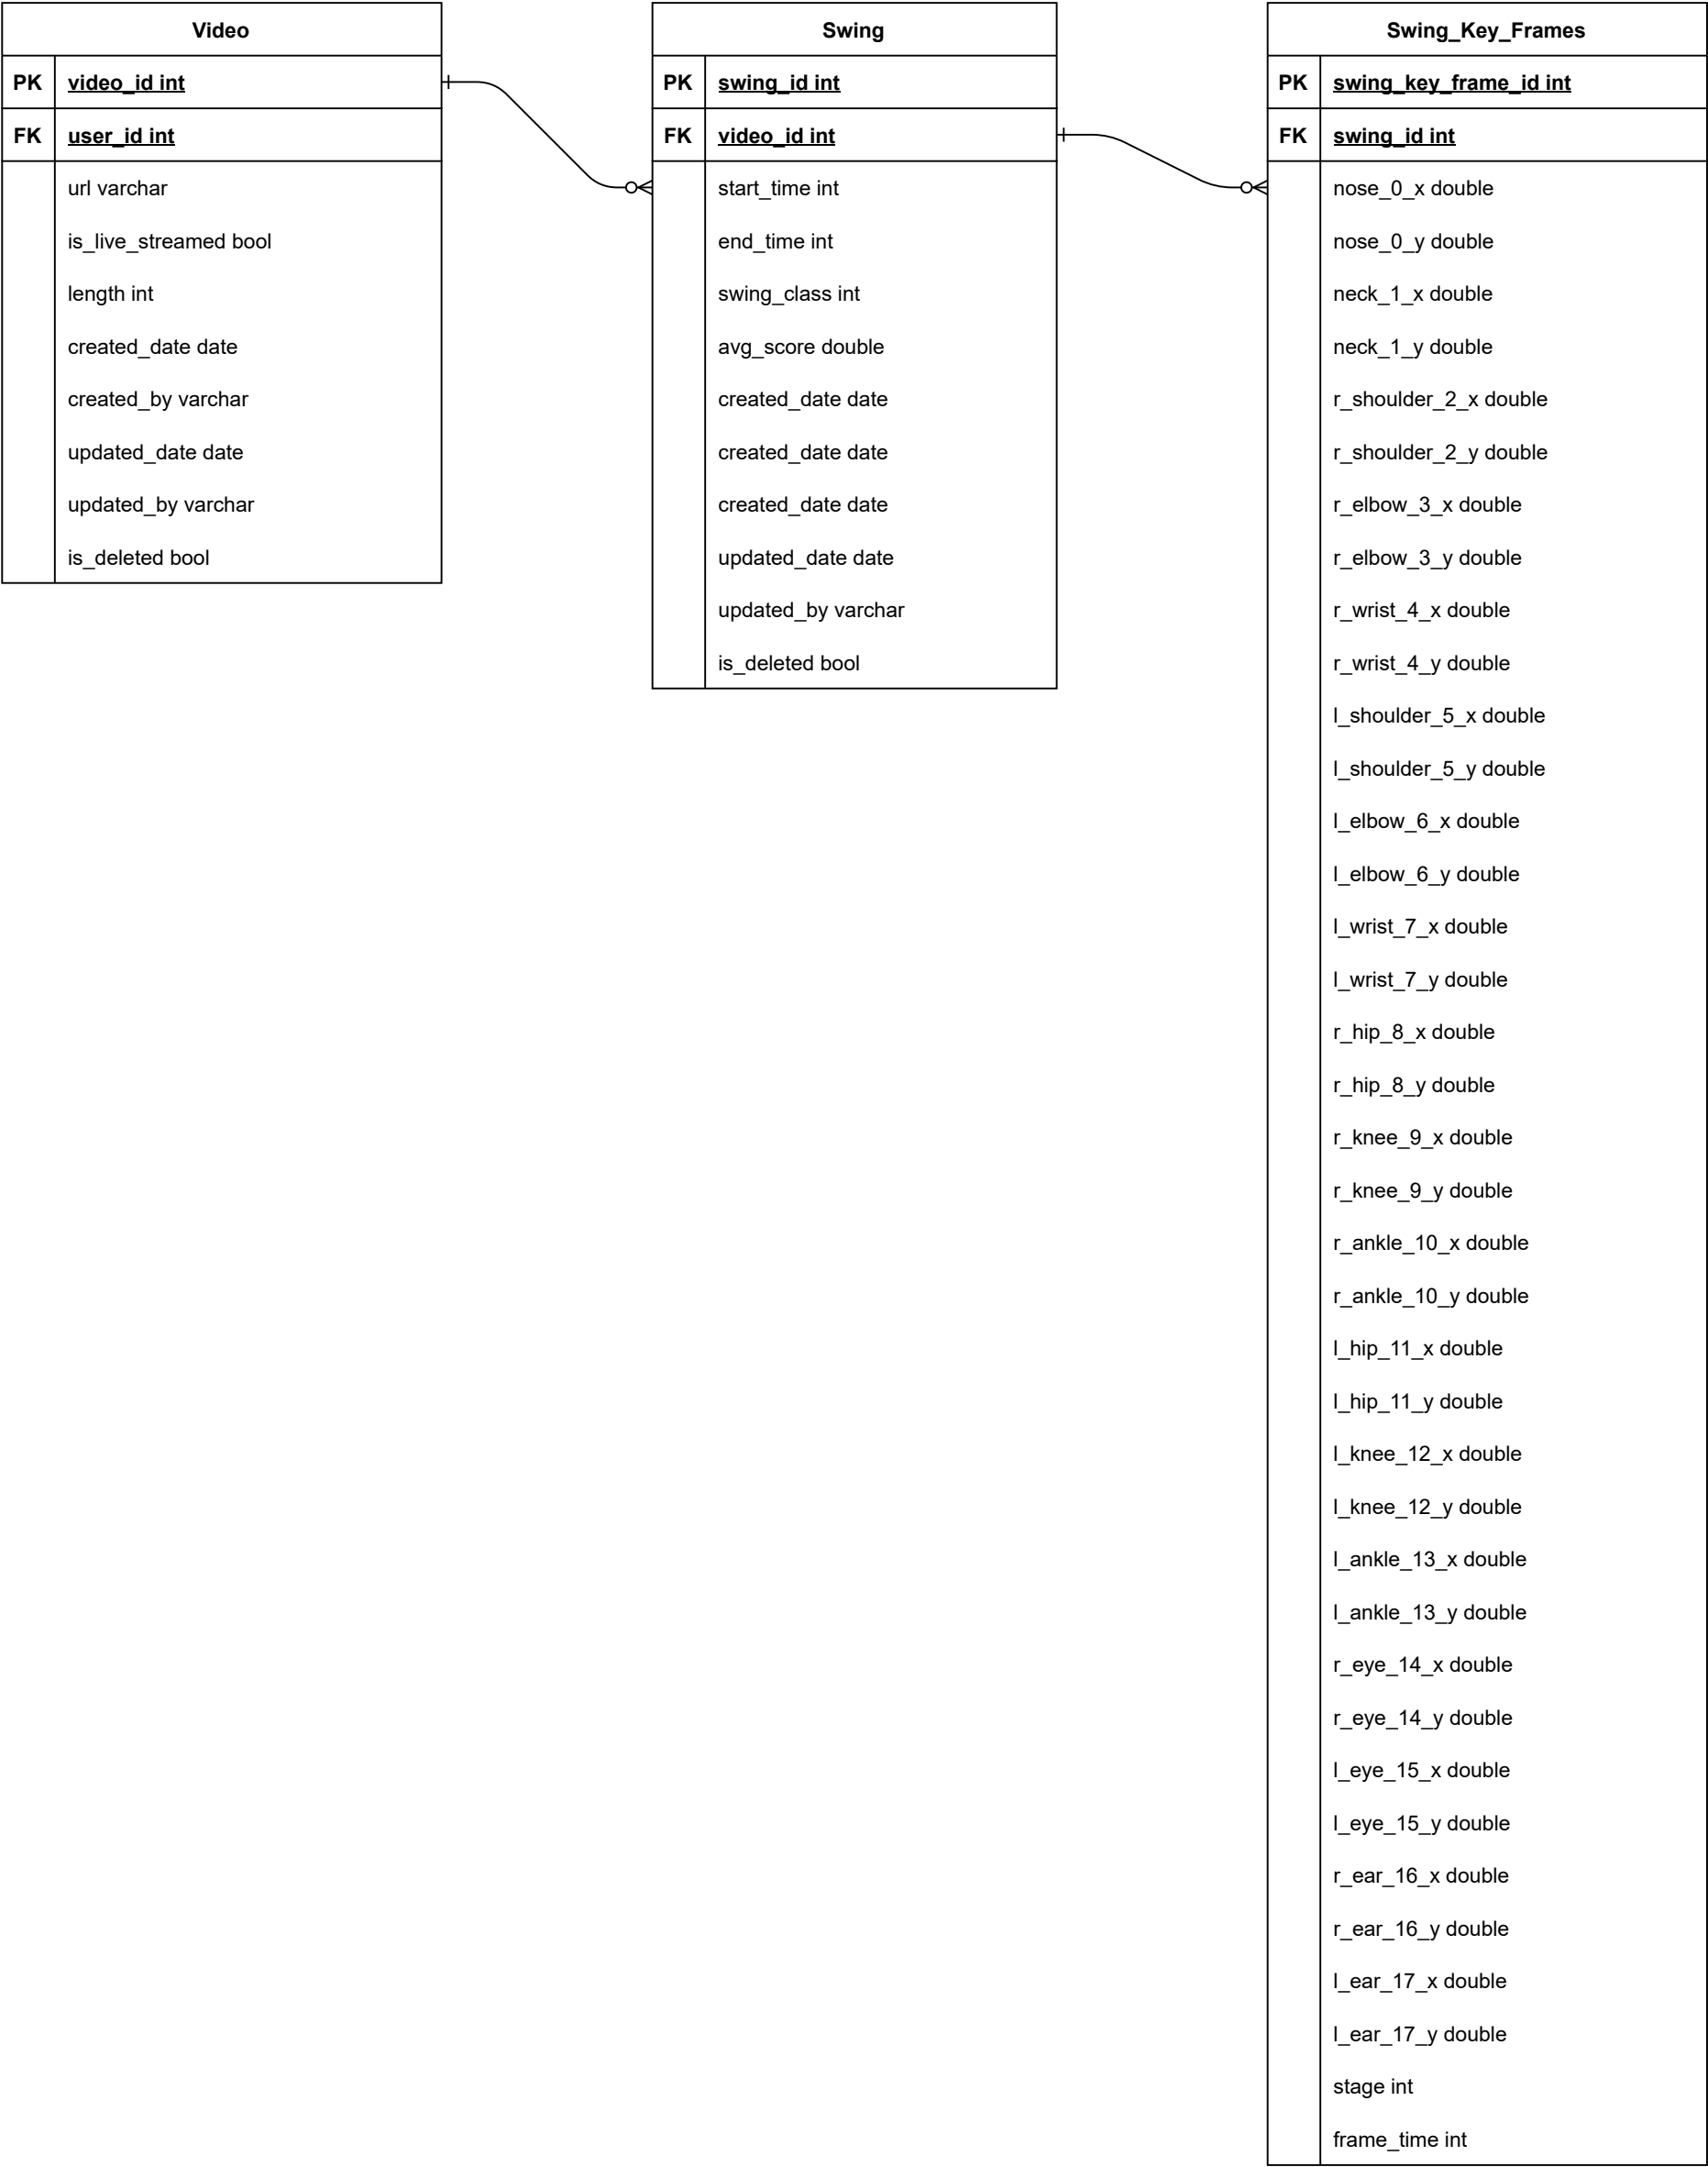 Video
PK video_id int
FK user_id int
url varchar
is_live_streamed bool
length int
created_date date
created_by varchar
updated_date date
updated_by varchar
is_deleted bool
Swing
PK swing_id int
FK video_id int
start_time int
end_time int
swing_class int
avg_score double
created_date date
created_date date
created_date date
updated_date date
updated_by varchar
is_deleted bool
Swing_Key_Frames
PK swing_key_frame_id int
FK swing_id int
nose_0_x double
nose_0_y double
neck_1_x double
neck_1_y double
r_shoulder_2_x double
r_shoulder_2_y double
r_elbow_3_x double
r_elbow_3_y double
r_wrist_4_x double
r_wrist_4_y double
l_shoulder_5_x double
l_shoulder_5_y double
l_elbow_6_x double
l_elbow_6_y double
l_wrist_7_x double
l_wrist_7_y double
r_hip_8_x double
r_hip_8_y double
r_knee_9_x double
r_knee_9_y double
r_ankle_10_x double
r_ankle_10_y double
l_hip_11_x double
l_hip_11_y double
l_knee_12_x double
l_knee_12_y double
l_ankle_13_x double
l_ankle_13_y double
r_eye_14_x double
r_eye_14_y double
l_eye_15_x double
l_eye_15_y double
r_ear_16_x double
r_ear_16_y double
l_ear_17_x double
l_ear_17_y double
stage int
frame_time int